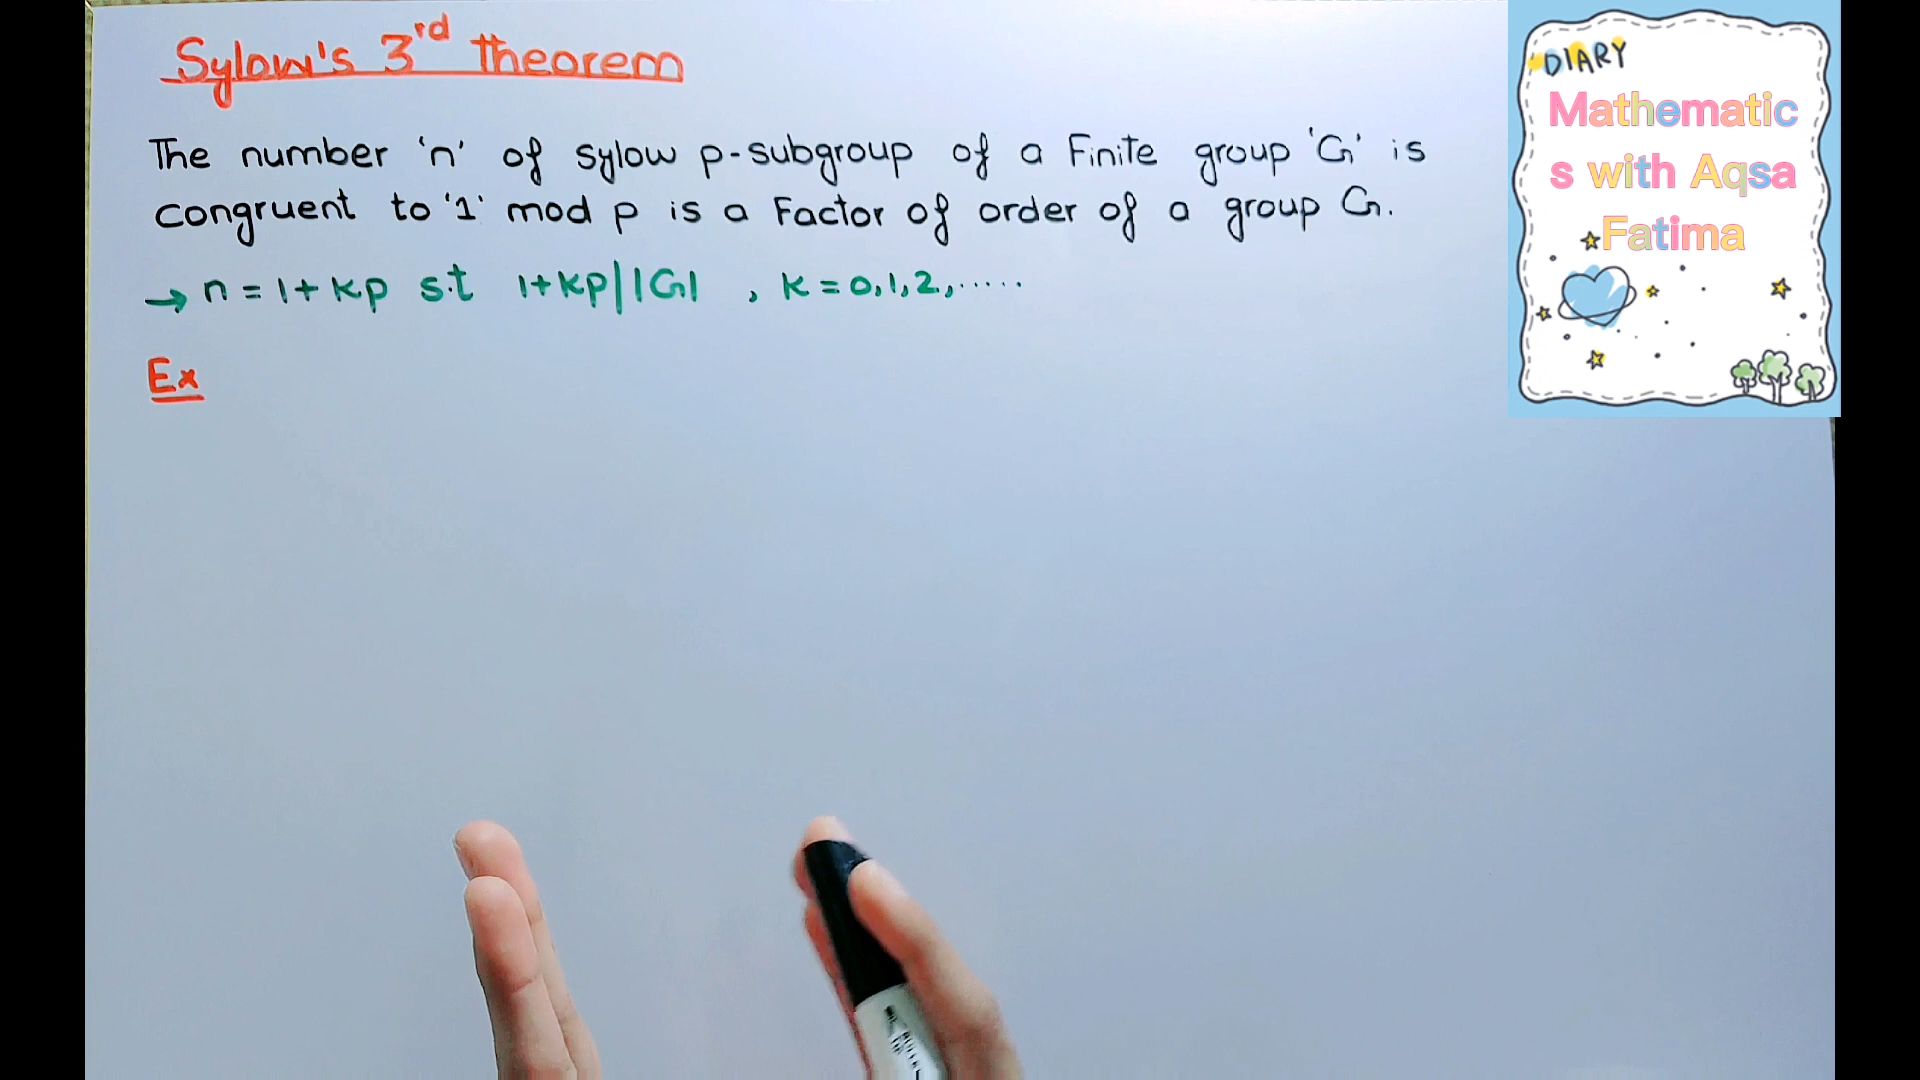 Sylow's 3rd theorem
The number 'n' of sylow p-subgroup of a Finite group 'G' is
congruent to '1' mod p is a Factor of order of a group G.
→ n = 1 + kp s.t 1+kp||G| , k = 0,1,2,.....
Ex
DIARY
Mathematic
s with Aqsa
Fatima